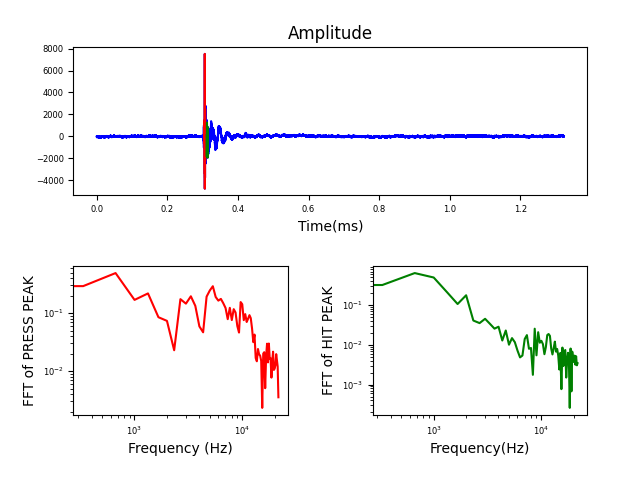 Amplitude
8000
6000
4000
2000
0
−2000
−4000
0.0 0.2 0.4 0.6 0.8 1.0 1.2
Time(ms)
FFT of PRESS PEAK
10⁻¹
10⁻²
10³ 10⁴
Frequency (Hz)
FFT of HIT PEAK
10⁻¹
10⁻²
10⁻³
10³ 10⁴
Frequency(Hz)